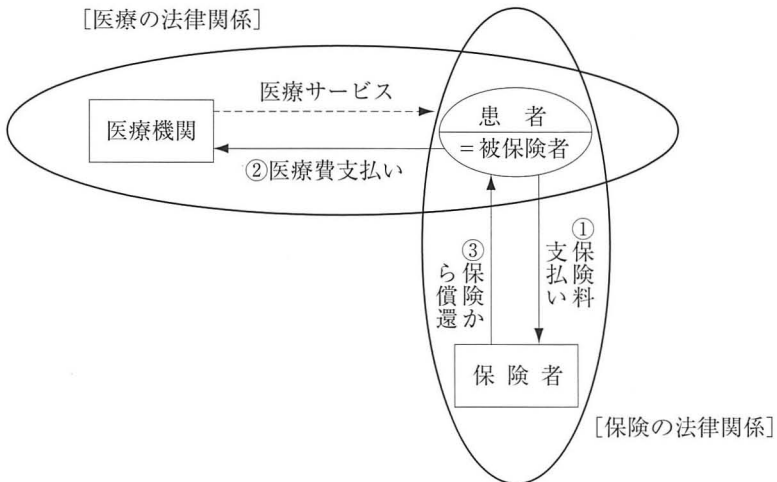 ［医療の法律関係］
医療サービス
医療機関
患　者
＝被保険者
②医療費支払い
①保険料
支払い
③保険か
ら償還
保　険　者
［保険の法律関係］